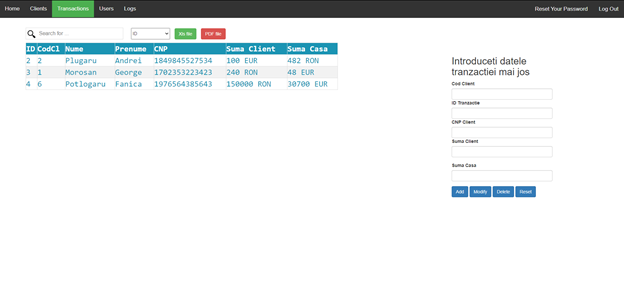 Home Clients Transactions Users Logs Reset Your Password Log Out
Search for ID Xls file PDF file
ID CodCl Nume Prenume CNP Suma Client Suma Casa
2 2 Plugaru Andrei 1849845527534 100 EUR 482 RON
3 1 Morosan George 1702353223423 240 RON 48 EUR
4 6 Potlogaru Fanica 1976564385643 150000 RON 30700 EUR
Introduceti datele
tranzactiei mai jos
Cod Client
ID Tranzactie
CNP Client
Suma Client
Suma Casa
Add Modify Delete Reset